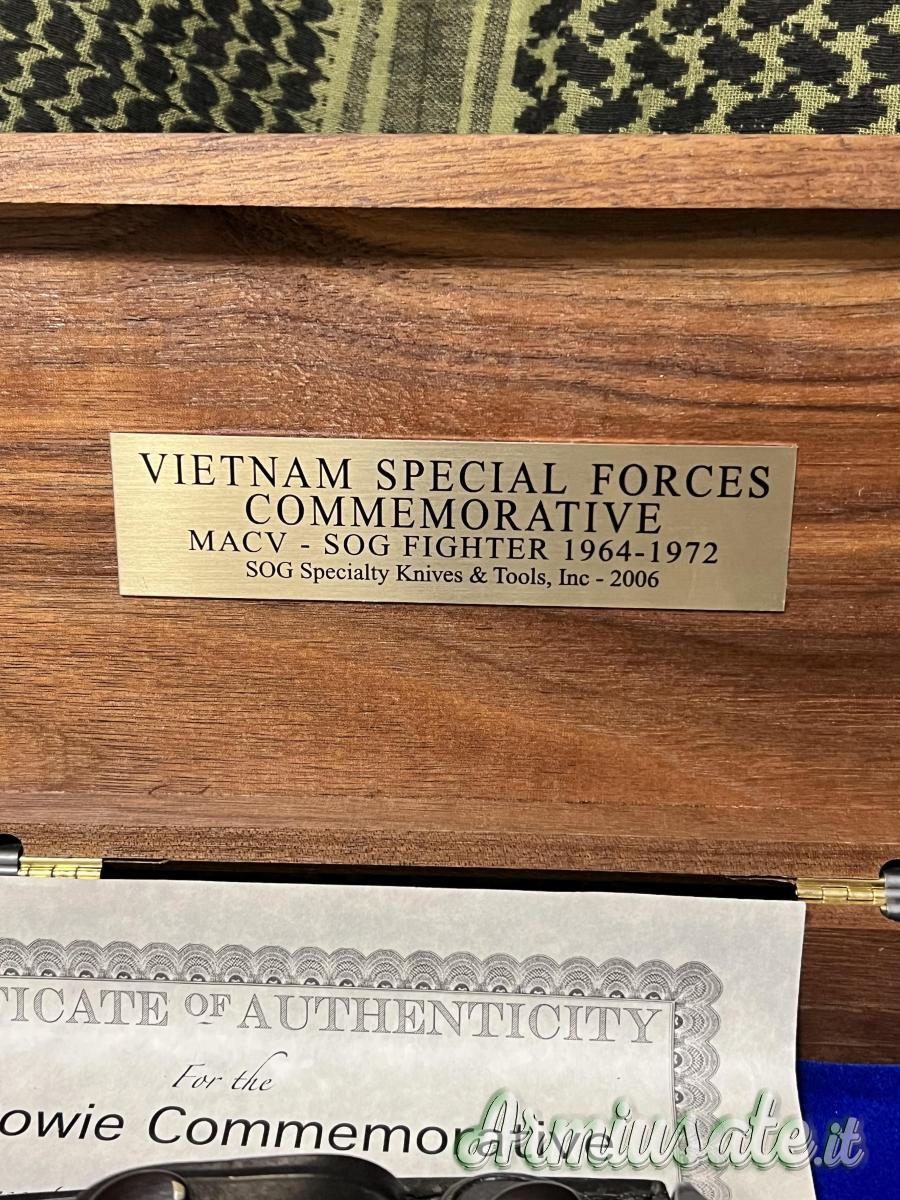 VIETNAM SPECIAL FORCES
COMMEMORATIVE
MACV - SOG FIGHTER 1964-1972
SOG Specialty Knives & Tools, Inc - 2006
TICATE OF AUTHENTICITY
For the
owie Commemorative
Armiusate.it